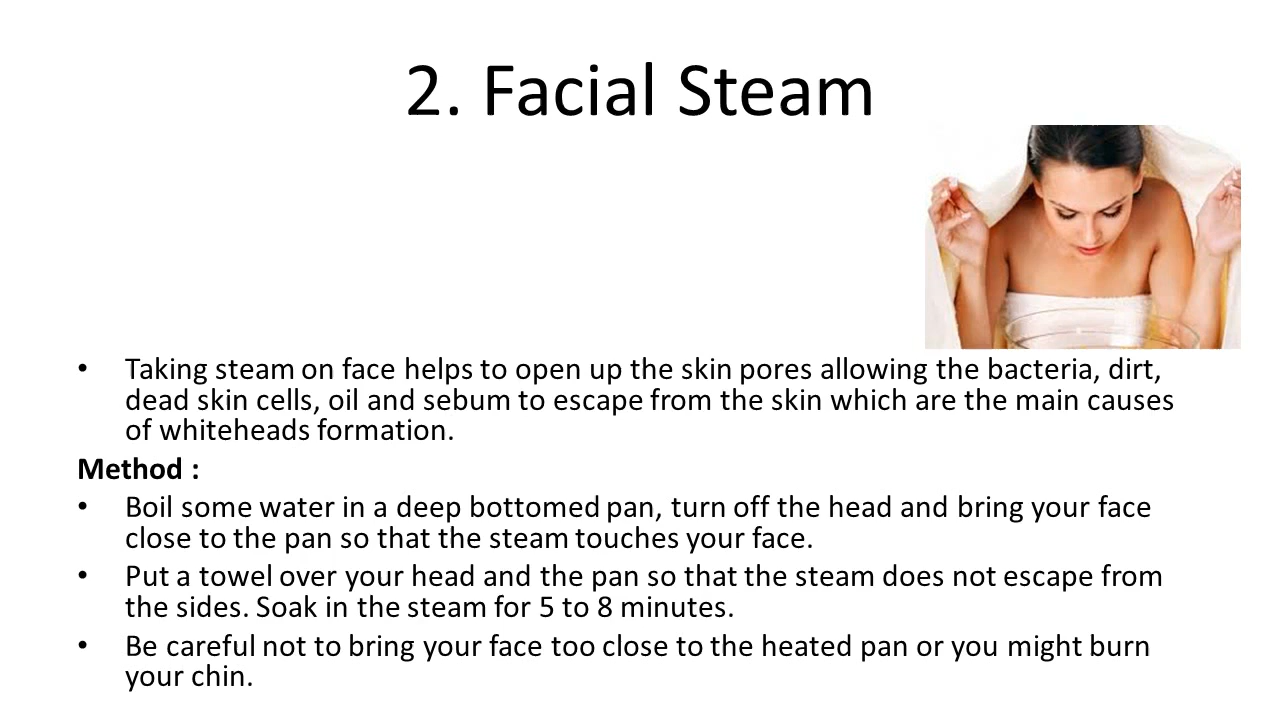 2. Facial Steam
• Taking steam on face helps to open up the skin pores allowing the bacteria, dirt,
dead skin cells, oil and sebum to escape from the skin which are the main causes
of whiteheads formation.
Method :
• Boil some water in a deep bottomed pan, turn off the head and bring your face
close to the pan so that the steam touches your face.
• Put a towel over your head and the pan so that the steam does not escape from
the sides. Soak in the steam for 5 to 8 minutes.
• Be careful not to bring your face too close to the heated pan or you might burn
your chin.